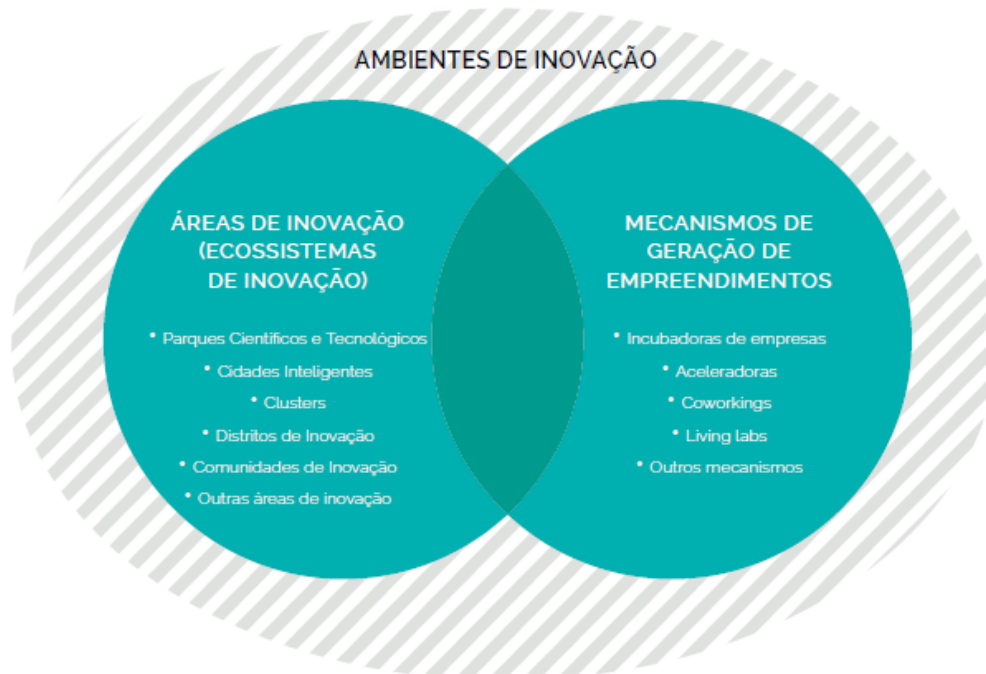 AMBIENTES DE INOVAÇÃO
ÁREAS DE INOVAÇÃO
(ECOSSISTEMAS
DE INOVAÇÃO)
• Parques Científicos e Tecnológicos
• Cidades Inteligentes
• Clusters
• Distritos de Inovação
• Comunidades de Inovação
• Outras áreas de inovação
MECANISMOS DE
GERAÇÃO DE
EMPREENDIMENTOS
• Incubadoras de empresas
• Aceleradoras
• Coworkings
• Living labs
• Outros mecanismos